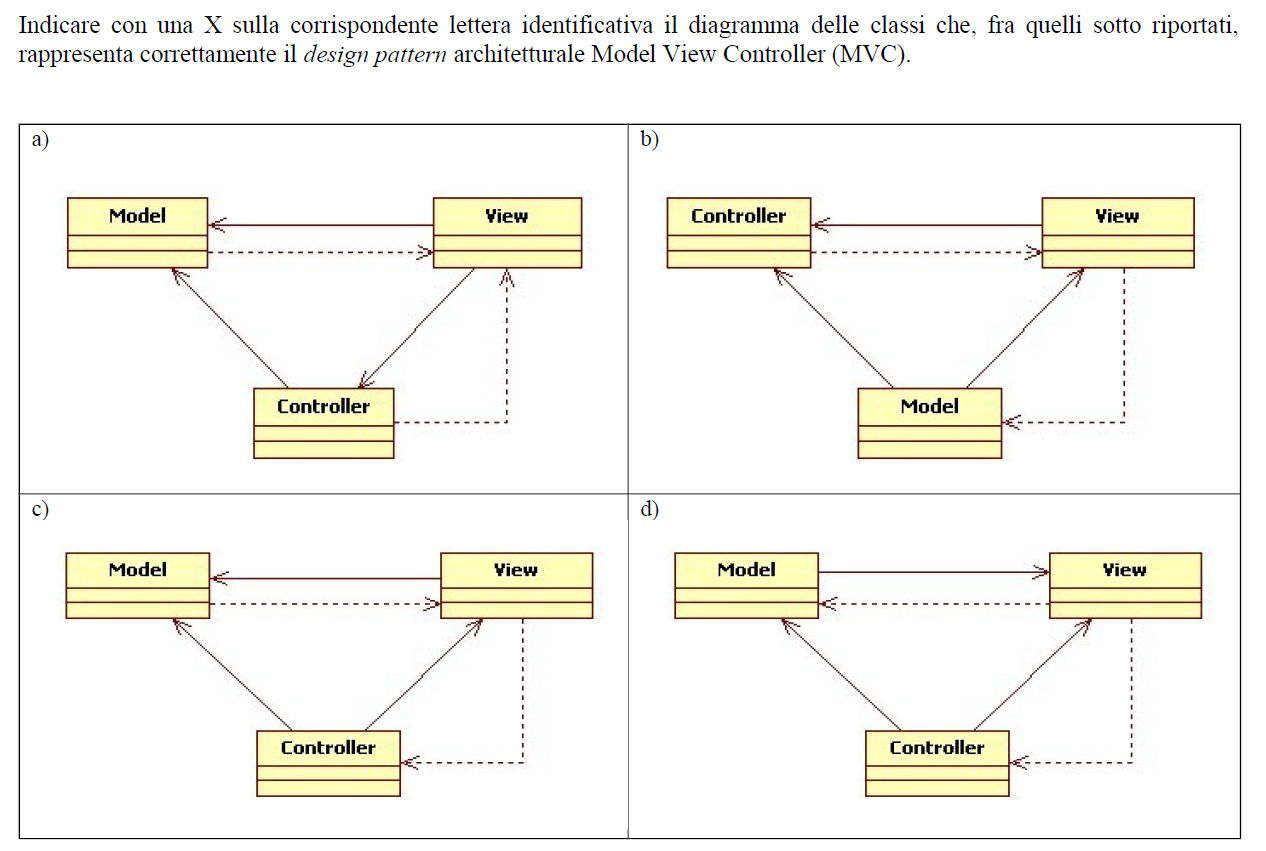 Indicare con una X sulla corrispondente lettera identificativa il diagramma delle classi che, fra quelli sotto riportati,
rappresenta correttamente il design pattern architetturale Model View Controller (MVC).
a)
Model
View
Controller
b)
Controller
View
Model
c)
Model
View
Controller
d)
Model
View
Controller